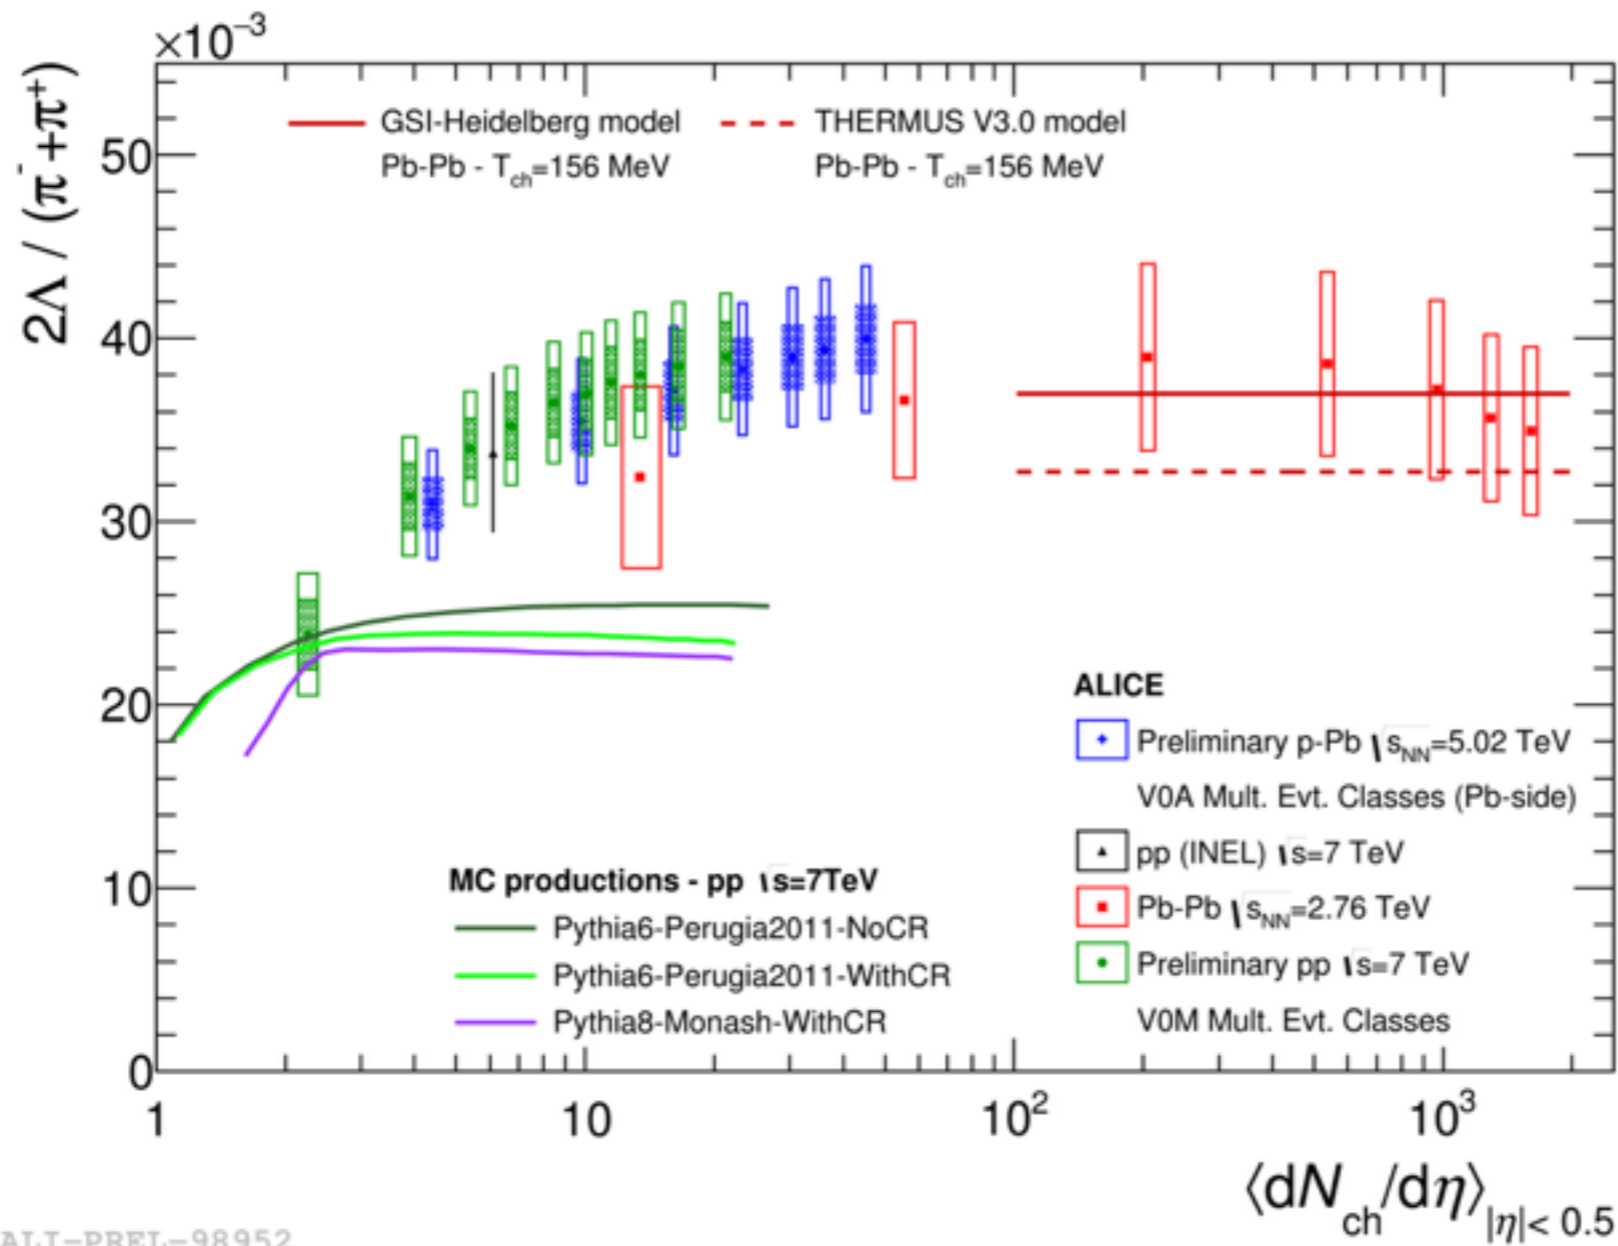 ×10⁻³
2Λ / (π⁻+π⁺)
GSI-Heidelberg model
Pb-Pb - T_ch=156 MeV
THERMUS V3.0 model
Pb-Pb - T_ch=156 MeV
50
40
30
20
10
0
ALICE
Preliminary p-Pb √s_NN=5.02 TeV
V0A Mult. Evt. Classes (Pb-side)
pp (INEL) √s=7 TeV
Pb-Pb √s_NN=2.76 TeV
Preliminary pp √s=7 TeV
V0M Mult. Evt. Classes
MC productions - pp √s=7TeV
Pythia6-Perugia2011-NoCR
Pythia6-Perugia2011-WithCR
Pythia8-Monash-WithCR
1 10 10² 10³
⟨dN_ch/dη⟩_|η|< 0.5
ALI-PREL-98952